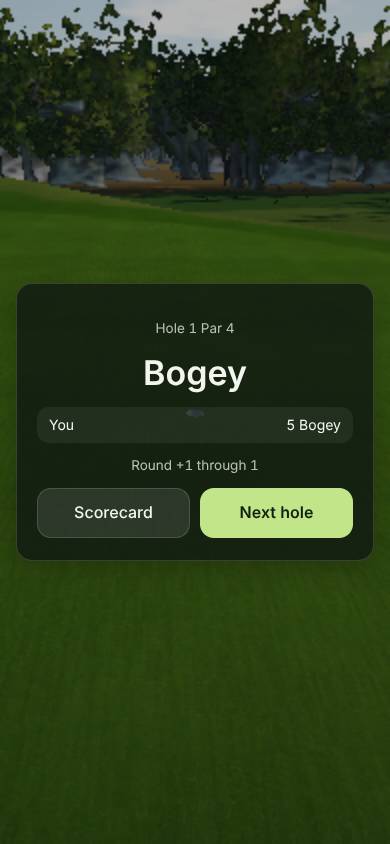 Hole 1 Par 4
Bogey
You 5 Bogey
Round +1 through 1
Scorecard Next hole